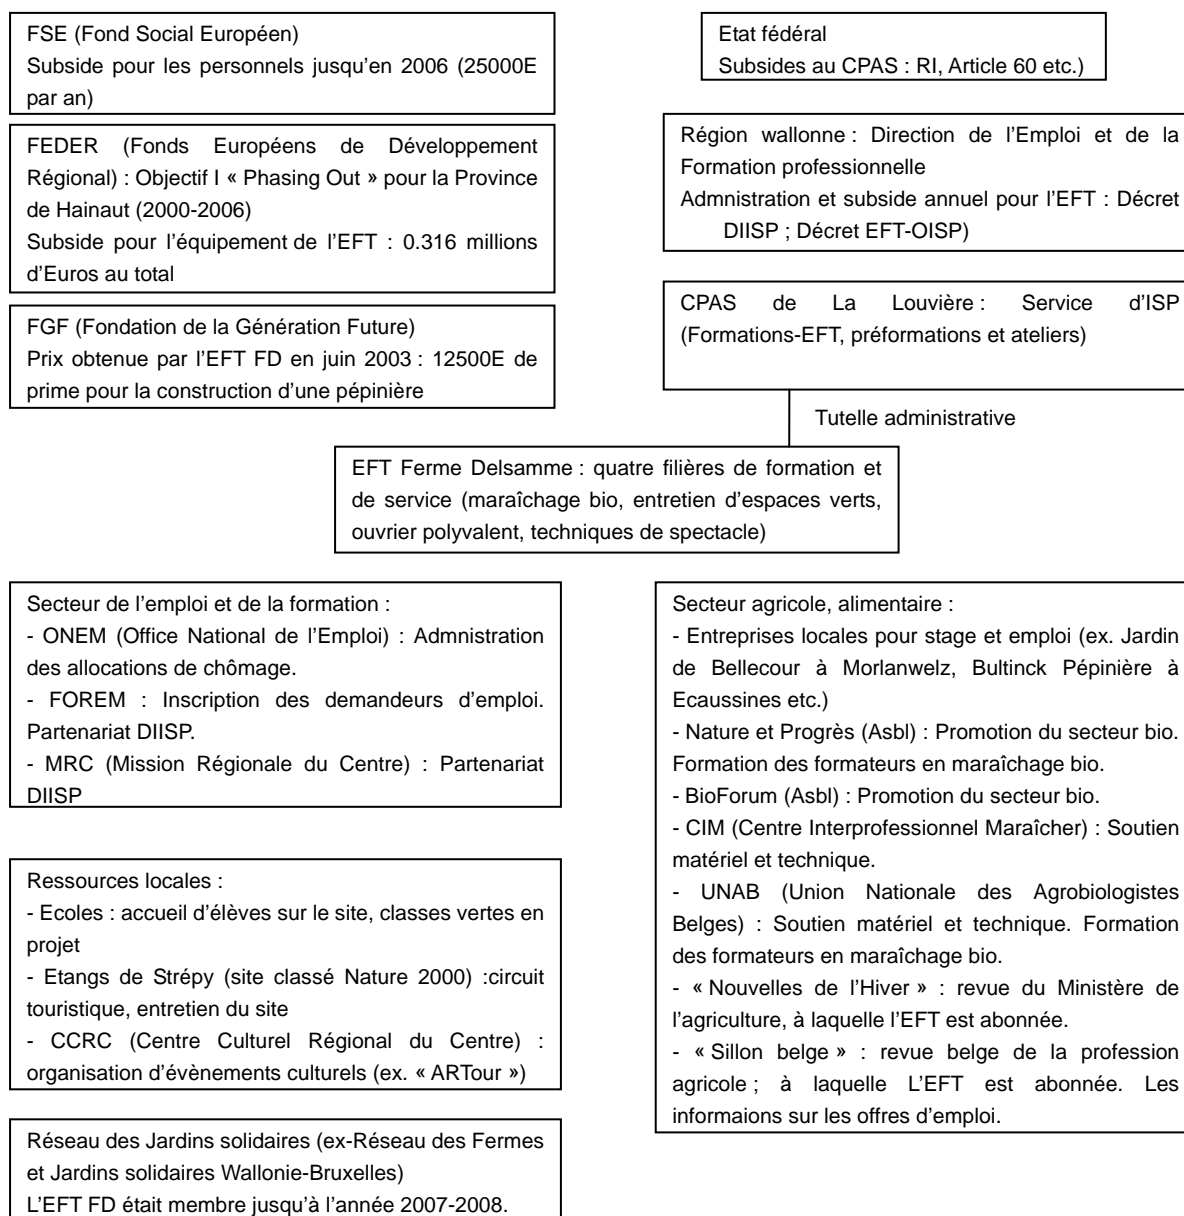 FSE (Fond Social Européen)
Subside pour les personnels jusqu'en 2006 (25000E
par an)
FEDER (Fonds Européens de Développement
Régional) : Objectif I « Phasing Out » pour la Province
de Hainaut (2000-2006)
Subside pour l'équipement de l'EFT : 0.316 millions
d'Euros au total
FGF (Fondation de la Génération Future)
Prix obtenue par l'EFT FD en juin 2003 : 12500E de
prime pour la construction d'une pépinière
Etat fédéral
Subsides au CPAS : RI, Article 60 etc.)
Région wallonne : Direction de l'Emploi et de la
Formation professionnelle
Admnistration et subside annuel pour l'EFT : Décret
DIISP ; Décret EFT-OISP)
CPAS de La Louvière : Service d'ISP
(Formations-EFT, préformations et ateliers)
Tutelle administrative
EFT Ferme Delsamme : quatre filières de formation et
de service (maraîchage bio, entretien d'espaces verts,
ouvrier polyvalent, techniques de spectacle)
Secteur de l'emploi et de la formation :
- ONEM (Office National de l'Emploi) : Admnistration
des allocations de chômage.
- FOREM : Inscription des demandeurs d'emploi.
Partenariat DIISP.
- MRC (Mission Régionale du Centre) : Partenariat
DIISP
Ressources locales :
- Ecoles : accueil d'élèves sur le site, classes vertes en
projet
- Etangs de Strépy (site classé Nature 2000) :circuit
touristique, entretien du site
- CCRC (Centre Culturel Régional du Centre) :
organisation d'évènements culturels (ex. « ARTour »)
Réseau des Jardins solidaires (ex-Réseau des Fermes
et Jardins solidaires Wallonie-Bruxelles)
L'EFT FD était membre jusqu'à l'année 2007-2008.
Secteur agricole, alimentaire :
- Entreprises locales pour stage et emploi (ex. Jardin
de Bellecour à Morlanwelz, Bultinck Pépinière à
Ecaussines etc.)
- Nature et Progrès (Asbl) : Promotion du secteur bio.
Formation des formateurs en maraîchage bio.
- BioForum (Asbl) : Promotion du secteur bio.
- CIM (Centre Interprofessionnel Maraîcher) : Soutien
matériel et technique.
- UNAB (Union Nationale des Agrobiologistes
Belges) : Soutien matériel et technique. Formation
des formateurs en maraîchage bio.
- « Nouvelles de l'Hiver » : revue du Ministère de
l'agriculture, à laquelle l'EFT est abonnée.
- « Sillon belge » : revue belge de la profession
agricole ; à laquelle L'EFT est abonnée. Les
informaions sur les offres d'emploi.